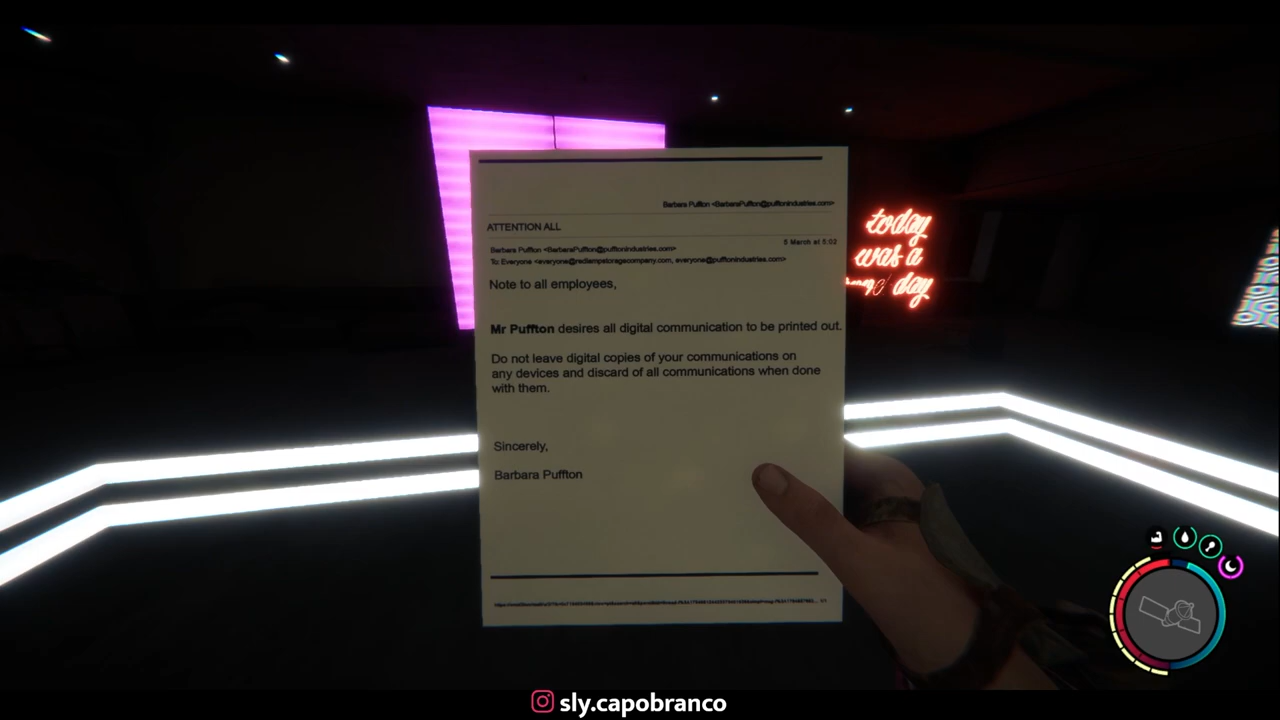 Barbara Puffton <BarbaraPuffton@pufftonindustries.com>
ATTENTION ALL
5 March at 5:02
Barbara Puffton <BarbaraPuffton@pufftonindustries.com>
To: Everyone <everyone@redlampstoragecompany.com, everyone@pufftonindustries.com>
Note to all employees,
Mr Puffton desires all digital communication to be printed out.
Do not leave digital copies of your communications on
any devices and discard of all communications when done
with them.
Sincerely,
Barbara Puffton
today
was a
day
sly.capobranco